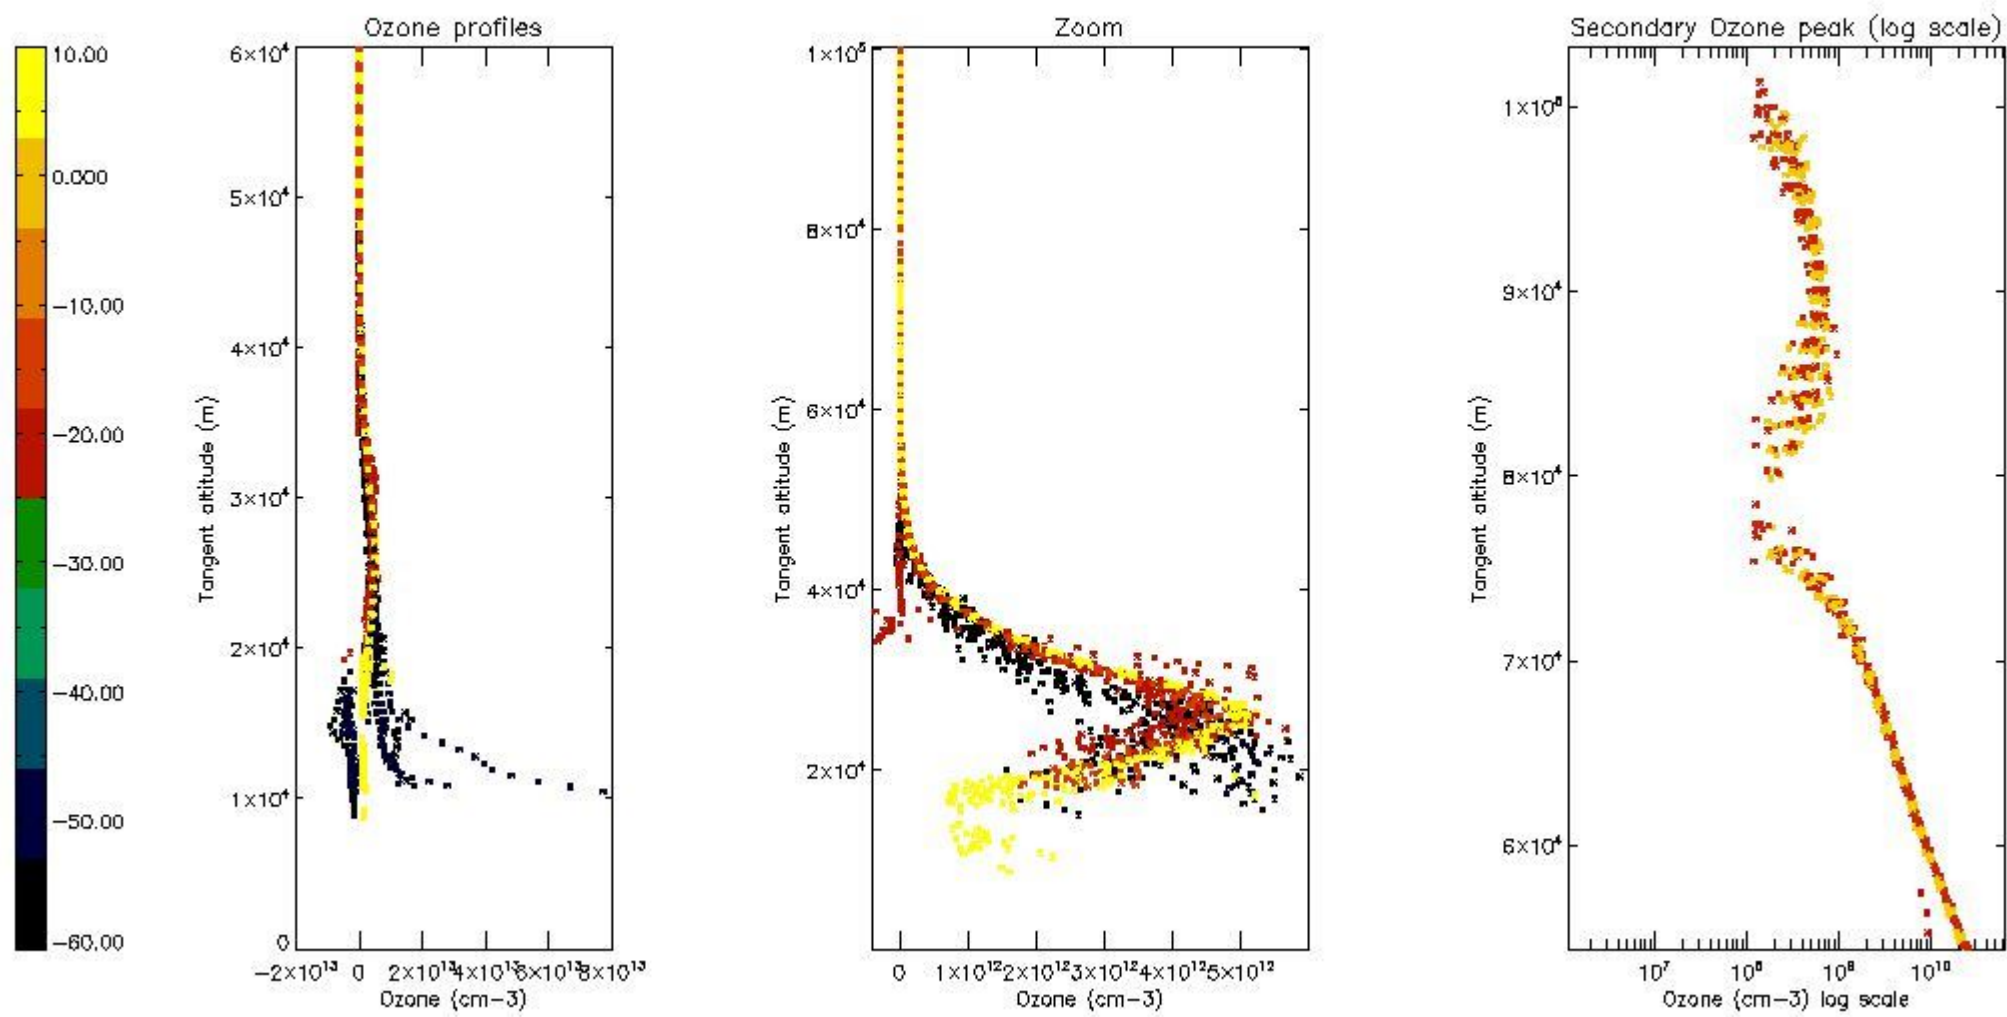 Ozone profiles
Zoom
Secondary Ozone peak (log scale)
10.00
0.000
−10.00
−20.00
−30.00
−40.00
−50.00
−60.00
6×10⁴
5×10⁴
4×10⁴
3×10⁴
2×10⁴
1×10⁴
0
Tangent altitude (m)
−2×10¹³ 0 2×10¹³ 4×10¹³ 6×10¹³ 8×10¹³
Ozone (cm−3)
1×10⁵
8×10⁴
6×10⁴
4×10⁴
2×10⁴
Tangent altitude (m)
0 1×10¹² 2×10¹² 3×10¹² 4×10¹² 5×10¹²
Ozone (cm−3)
1×10⁵
9×10⁴
8×10⁴
7×10⁴
6×10⁴
Tangent altitude (m)
10⁷ 10⁸ 10⁹ 10¹⁰
Ozone (cm−3) log scale